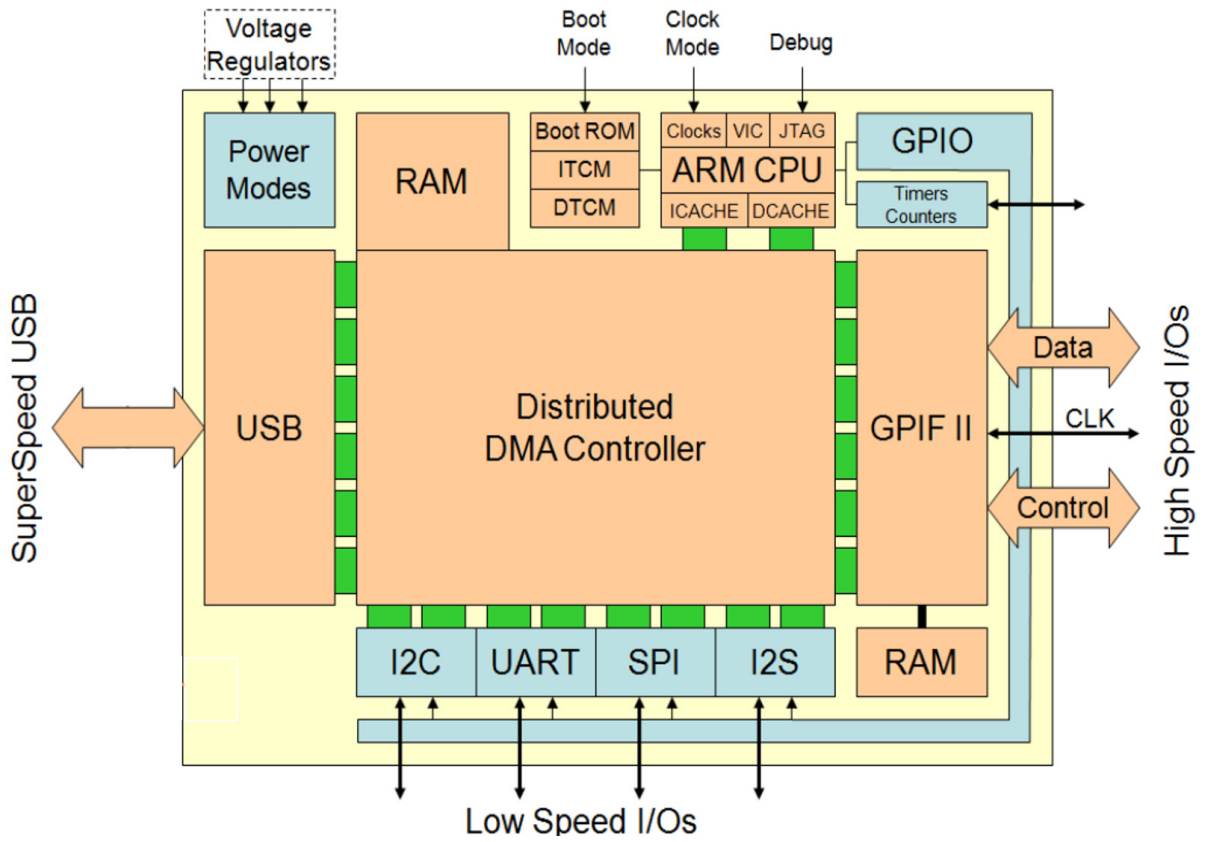 Voltage
Regulators
Boot
Mode
Clock
Mode
Debug
Power
Modes
RAM
Boot ROM
ITCM
DTCM
Clocks
VIC
JTAG
ARM CPU
ICACHE
DCACHE
GPIO
Timers
Counters
SuperSpeed USB
USB
Distributed
DMA Controller
GPIF II
Data
CLK
Control
High Speed I/Os
I2C
UART
SPI
I2S
RAM
Low Speed I/Os